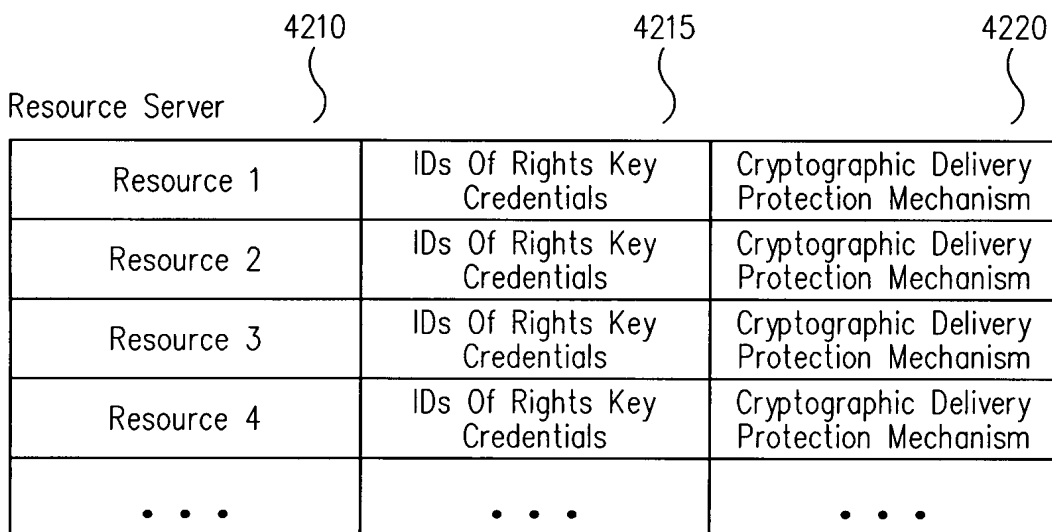 4210 4215 4220
Resource Server
Resource 1
IDs Of Rights Key
Credentials
Cryptographic Delivery
Protection Mechanism
Resource 2
IDs Of Rights Key
Credentials
Cryptographic Delivery
Protection Mechanism
Resource 3
IDs Of Rights Key
Credentials
Cryptographic Delivery
Protection Mechanism
Resource 4
IDs Of Rights Key
Credentials
Cryptographic Delivery
Protection Mechanism
• • • • • • • • •